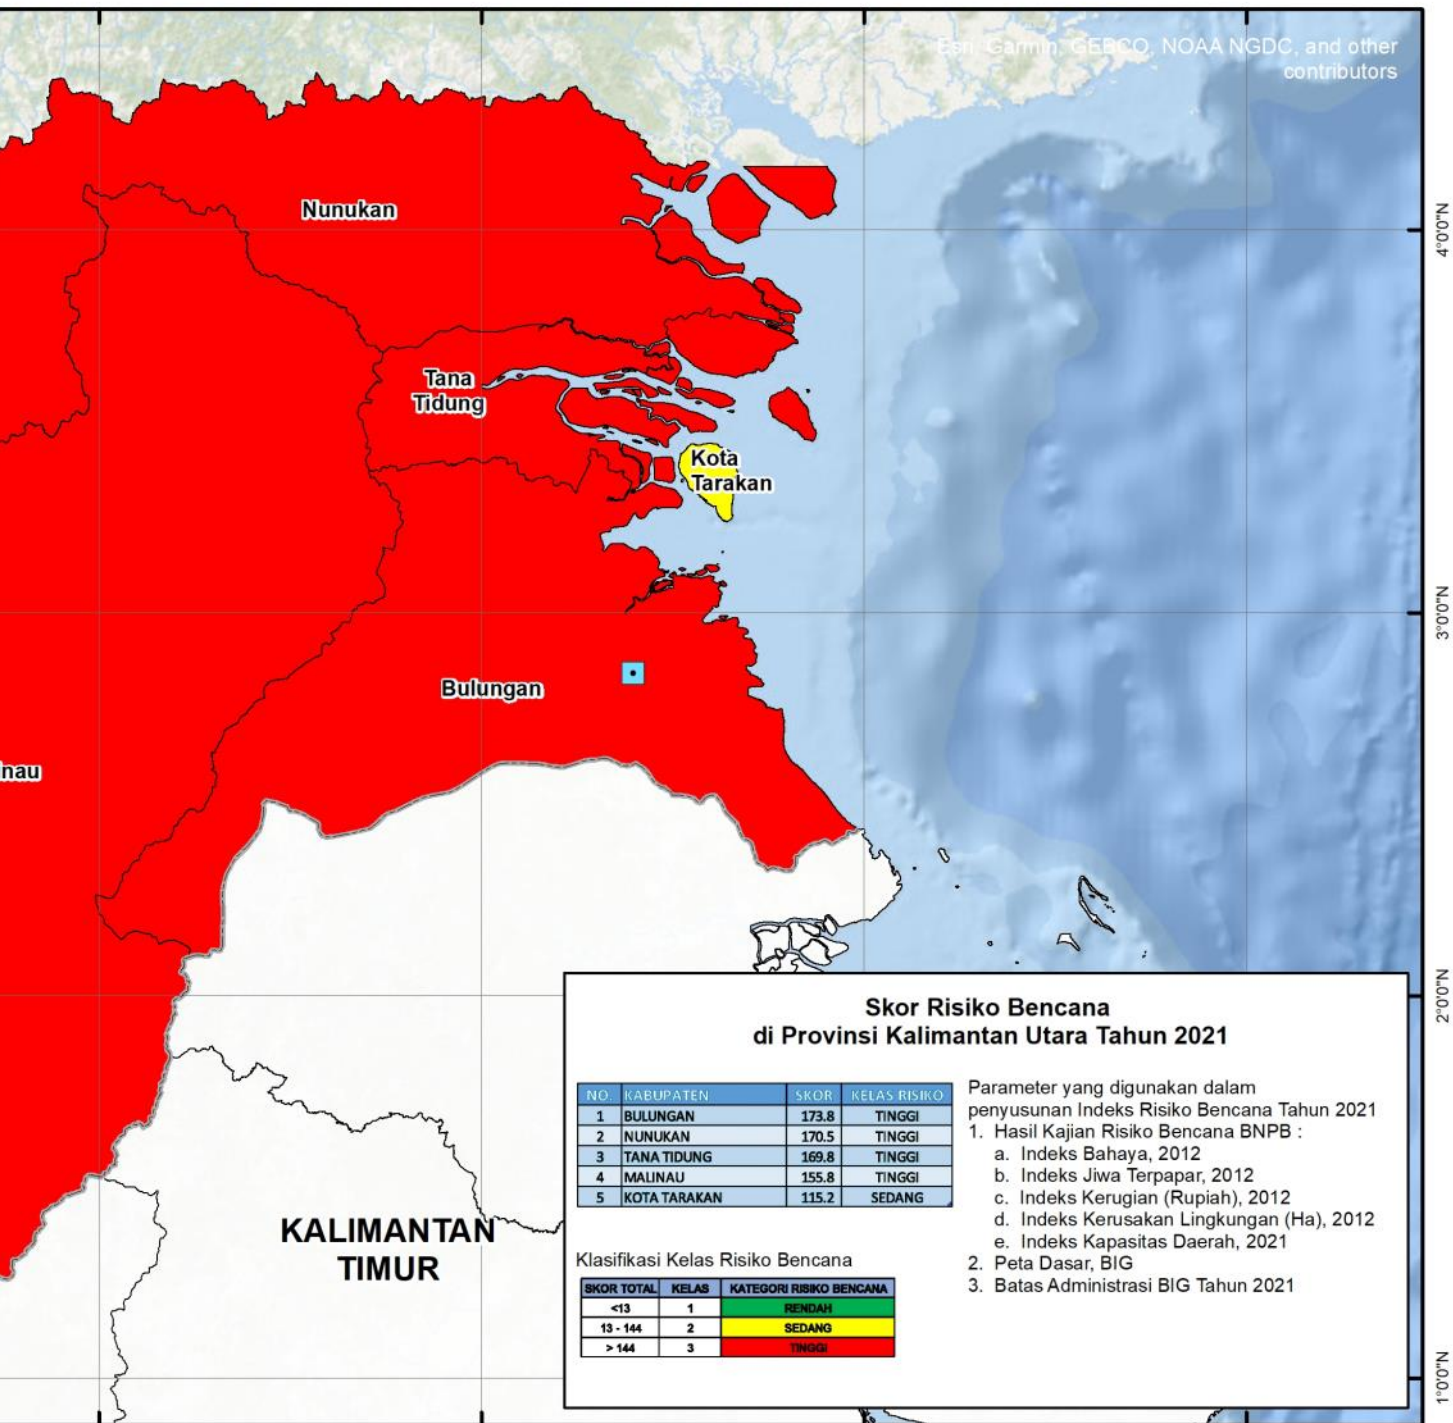 Esri, Garmin, GEBCO, NOAA NGDC, and other
contributors
Nunukan
4°0'0"N
Tana
Tidung
Kota
Tarakan
3°0'0"N
Bulungan
nau
2°0'0"N
KALIMANTAN
TIMUR
1°0'0"N
Skor Risiko Bencana
di Provinsi Kalimantan Utara Tahun 2021
NO. KABUPATEN SKOR KELAS RISIKO
1 BULUNGAN 173.8 TINGGI
2 NUNUKAN 170.5 TINGGI
3 TANA TIDUNG 169.8 TINGGI
4 MALINAU 155.8 TINGGI
5 KOTA TARAKAN 115.2 SEDANG
Klasifikasi Kelas Risiko Bencana
SKOR TOTAL KELAS KATEGORI RISIKO BENCANA
<13 1 RENDAH
13 - 144 2 SEDANG
> 144 3 TINGGI
Parameter yang digunakan dalam
penyusunan Indeks Risiko Bencana Tahun 2021
1. Hasil Kajian Risiko Bencana BNPB :
a. Indeks Bahaya, 2012
b. Indeks Jiwa Terpapar, 2012
c. Indeks Kerugian (Rupiah), 2012
d. Indeks Kerusakan Lingkungan (Ha), 2012
e. Indeks Kapasitas Daerah, 2021
2. Peta Dasar, BIG
3. Batas Administrasi BIG Tahun 2021